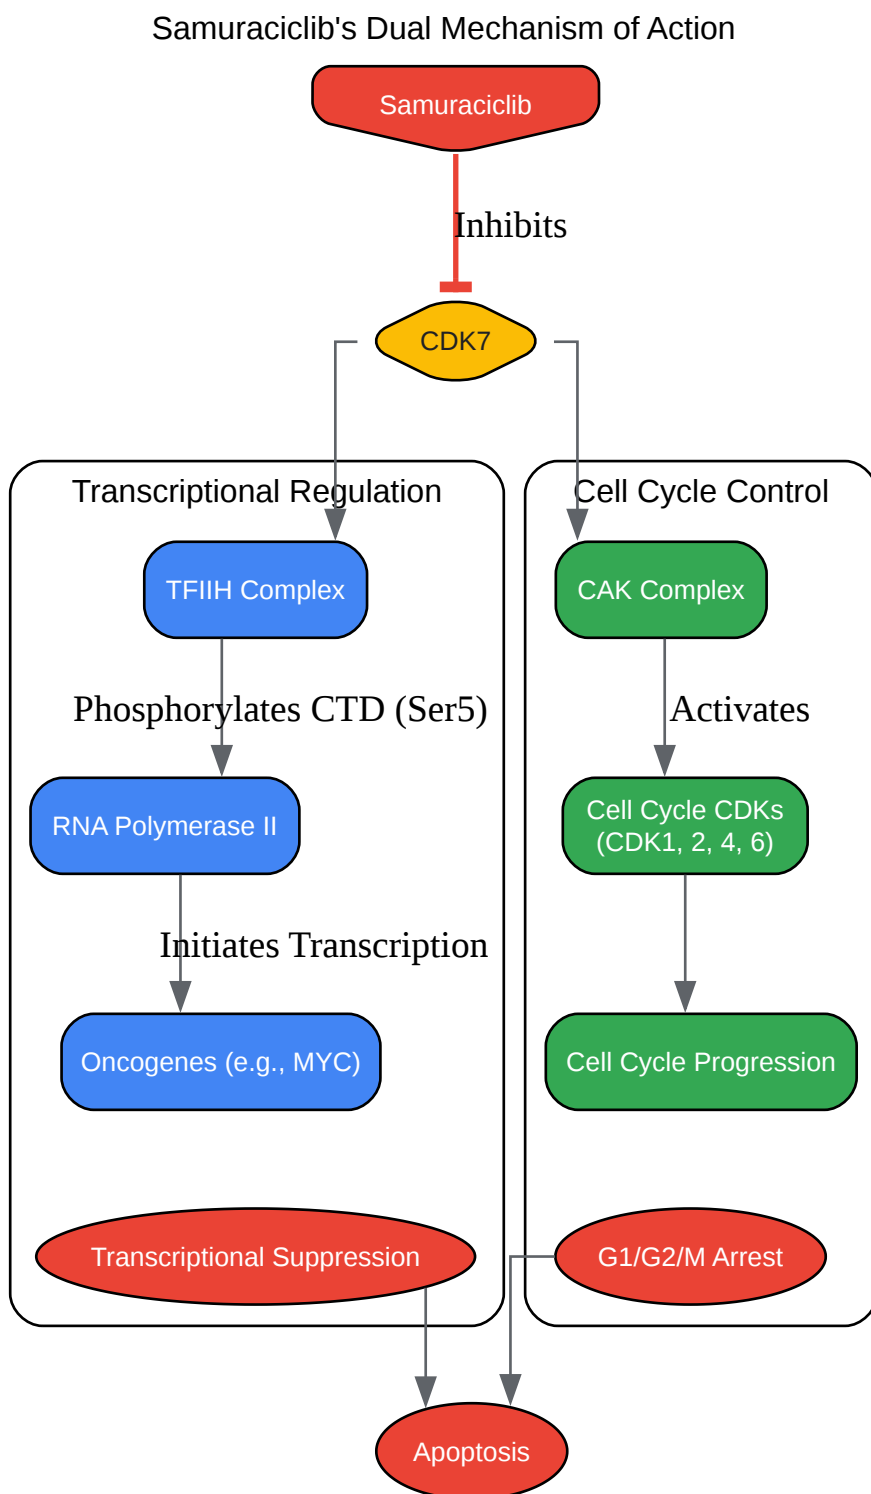 Samuraciclib's Dual Mechanism of Action
Samuraciclib
Inhibits
CDK7
Transcriptional Regulation
TFIIH Complex
Phosphorylates CTD (Ser5)
RNA Polymerase II
Initiates Transcription
Oncogenes (e.g., MYC)
Transcriptional Suppression
Cell Cycle Control
CAK Complex
Activates
Cell Cycle CDKs
(CDK1, 2, 4, 6)
Cell Cycle Progression
G1/G2/M Arrest
Apoptosis